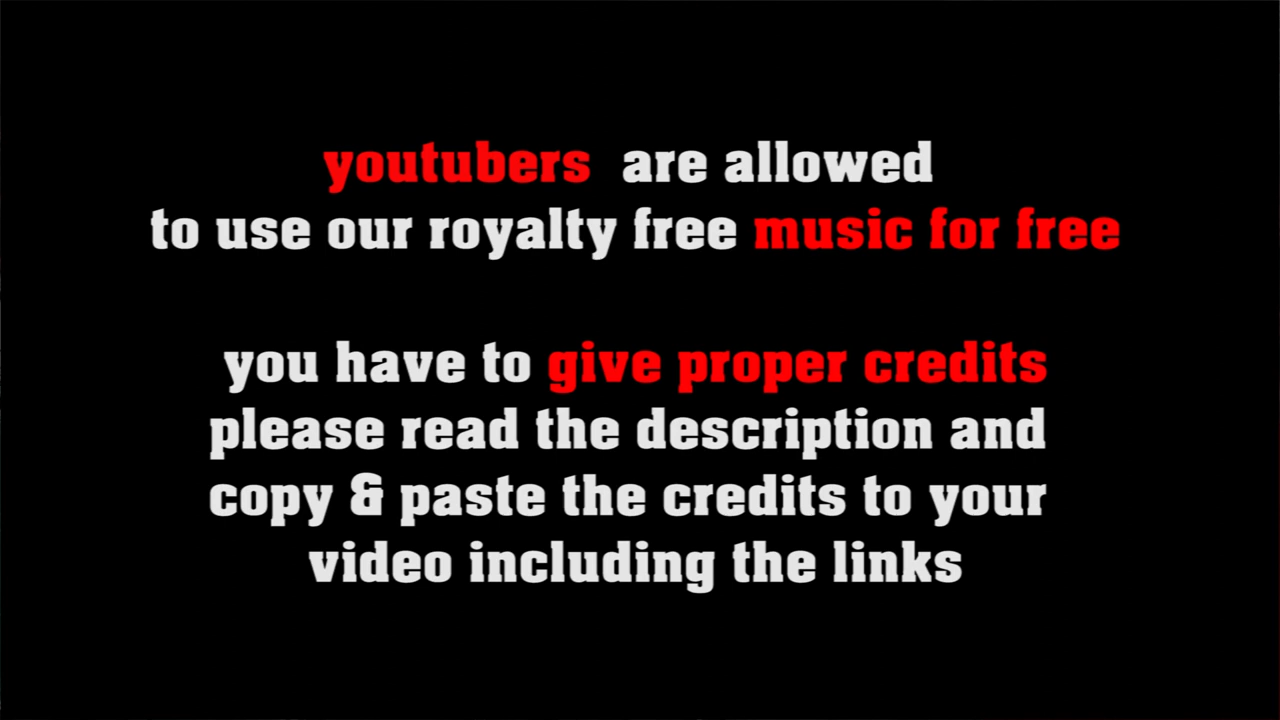 youtubers are allowed
to use our royalty free music for free
you have to give proper credits
please read the description and
copy & paste the credits to your
video including the links